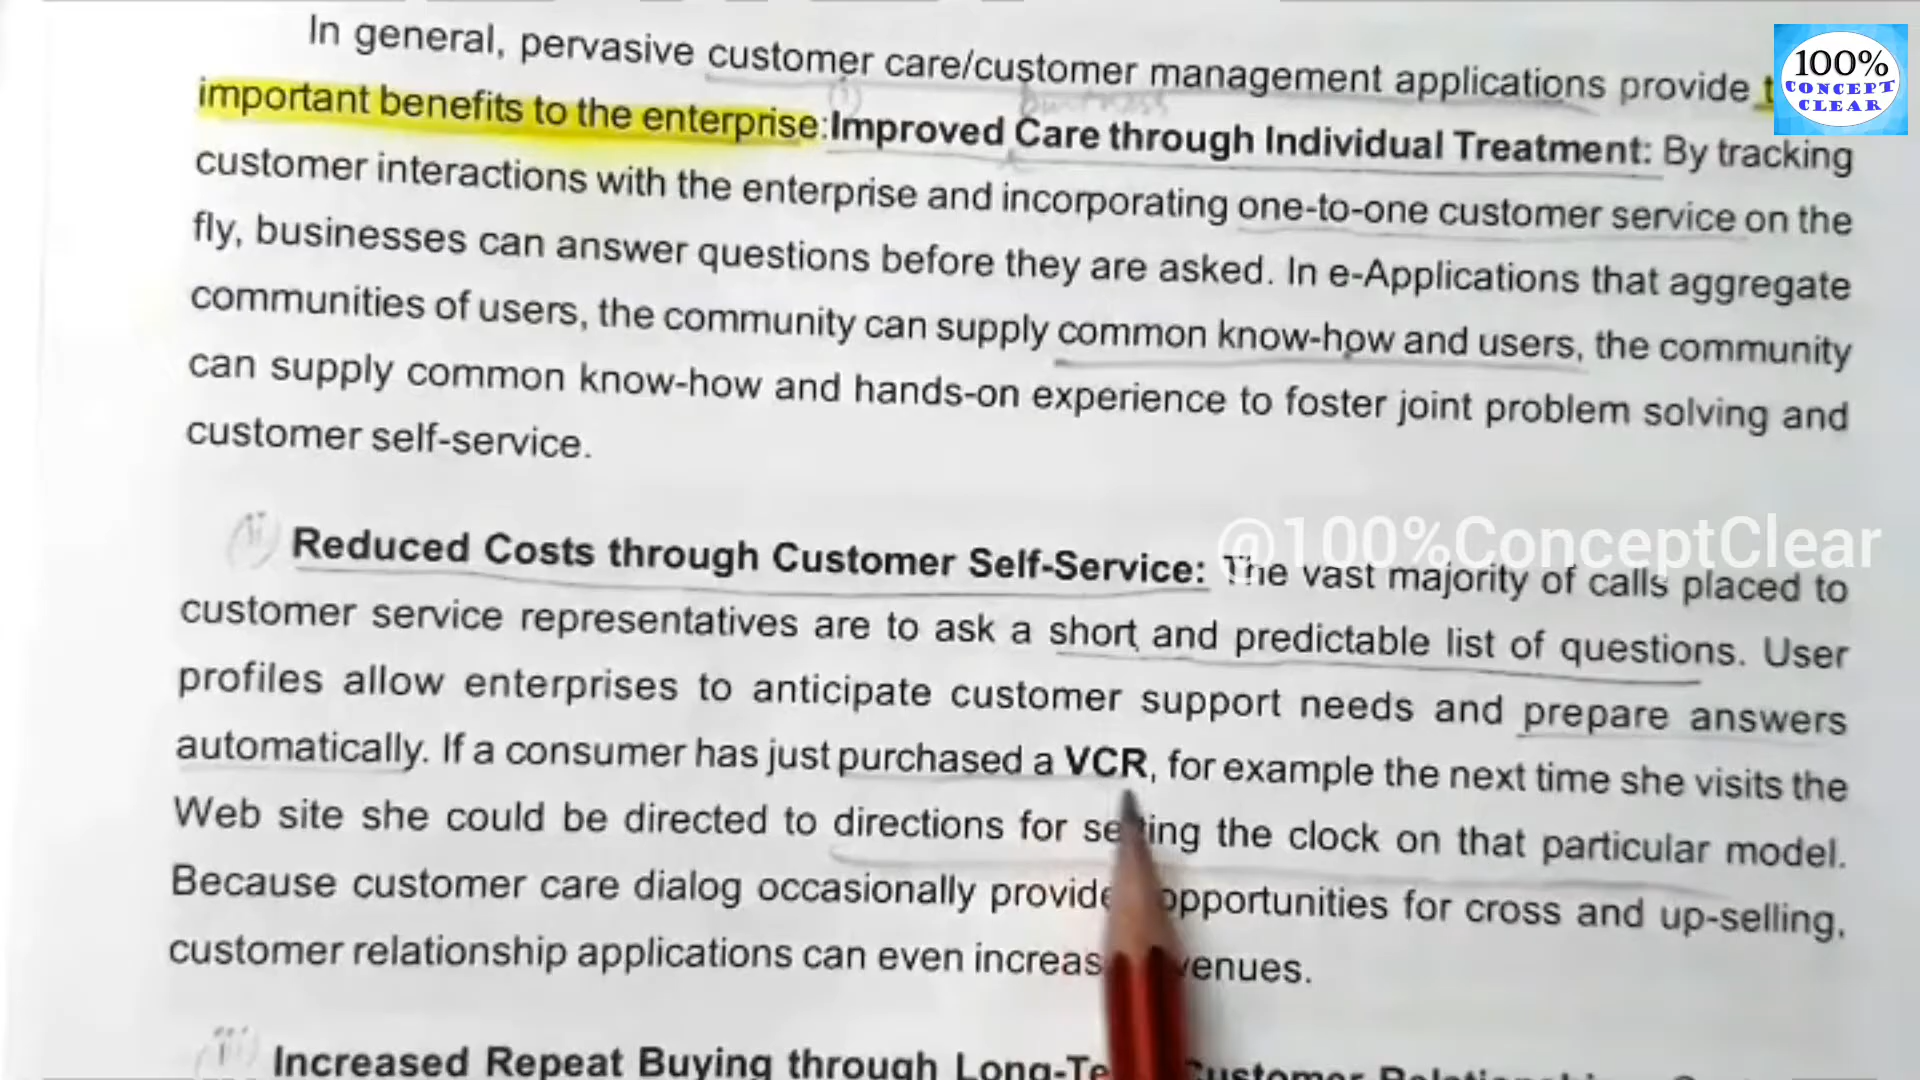 In general, pervasive customer care/customer management applications provide
100%
CONCEPT
CLEAR
important benefits to the enterprise:Improved Care through Individual Treatment: By tracking
(i) business
customer interactions with the enterprise and incorporating one-to-one customer service on the
fly, businesses can answer questions before they are asked. In e-Applications that aggregate
communities of users, the community can supply common know-how and users, the community
can supply common know-how and hands-on experience to foster joint problem solving and
customer self-service.
@100%ConceptClear
(ii) Reduced Costs through Customer Self-Service: The vast majority of calls placed to
customer service representatives are to ask a short and predictable list of questions. User
profiles allow enterprises to anticipate customer support needs and prepare answers
automatically. If a consumer has just purchased a VCR, for example the next time she visits the
Web site she could be directed to directions for setting the clock on that particular model.
Because customer care dialog occasionally provide opportunities for cross and up-selling,
customer relationship applications can even increase revenues.
(iii) Increased Repeat Buying through Long-Te Customer